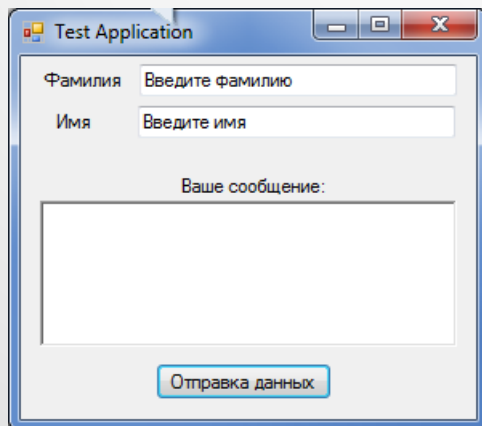 Test Application
Фамилия Введите фамилию
Имя Введите имя
Ваше сообщение:
Отправка данных